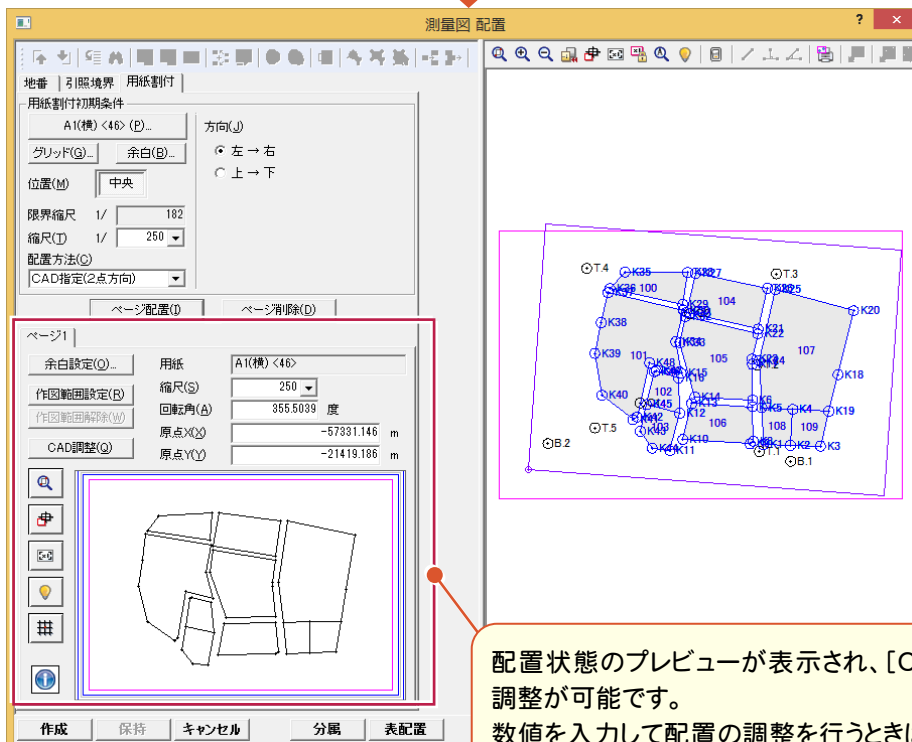 測量図 配置
? ×
地番 引照境界 用紙割付
用紙割付初期条件
A1(横) <46> (P)...
方向(J)
グリッド(G)... 余白(B)...
左 → 右
上 → 下
位置(M) 中央
限界縮尺 1/ 182
縮尺(T) 1/ 250
配置方法(C)
CAD指定(2点方向)
ページ配置(I) ページ削除(D)
ページ1
余白設定(O)... 用紙 A1(横) <46>
作図範囲設定(R) 縮尺(S) 250
作図範囲解除(W) 回転角(A) 355.5039 度
CAD調整(Q) 原点X(X) -57331.146 m
原点Y(Y) -21419.186 m
作成 保持 キャンセル 分属 表配置
T.4 K35 K27 T.3
100 104 K20
K29
K38 K21
K22
K39 101 105 107
K48 K15
K16 K18
102 K14
K40 K45 K13 K6
K12 K5 K4 K19
K42 103 106 108 109
T.5 K43 K10
B.2 K11 T.1 K2 K3
B.1
配置状態のプレビューが表示され、[C
調整が可能です。
数値を入力して配置の調整を行うときは